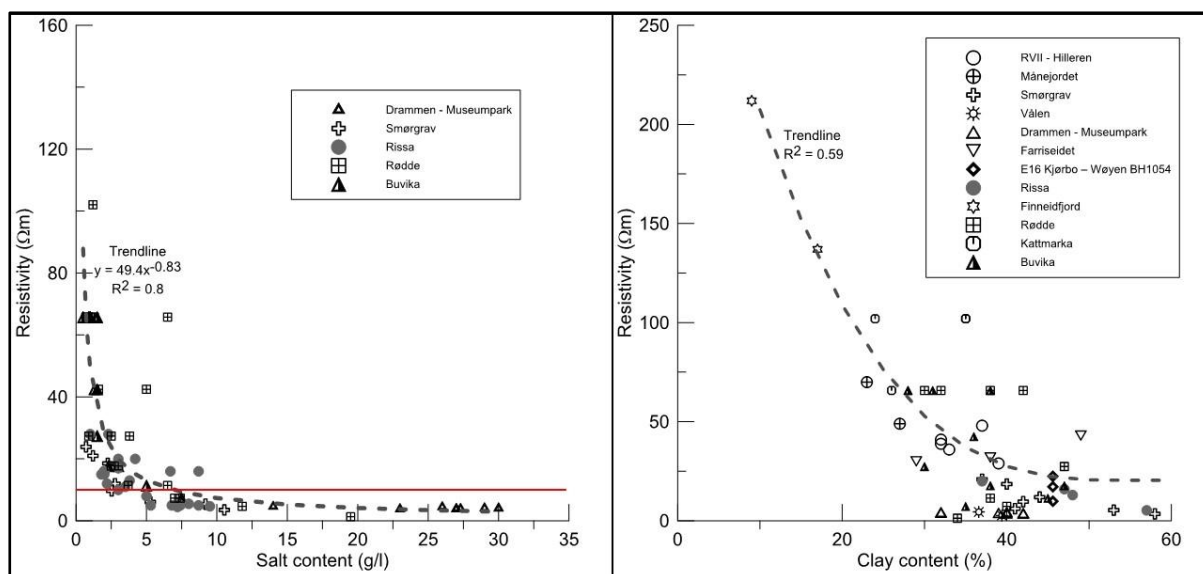 160
120
80
40
0
Resistivity (Ωm)
Drammen - Museumpark
Smørgrav
Rissa
Rødde
Buvika
Trendline
y = 49.4x-0.83
R2 = 0.8
0 5 10 15 20 25 30 35
Salt content (g/l)
250
200
150
100
50
0
Resistivity (Ωm)
RVII - Hilleren
Månejordet
Smørgrav
Vålen
Drammen - Museumpark
Farriseidet
E16 Kjørbo – Wøyen BH1054
Rissa
Finneidfjord
Rødde
Kattmarka
Buvika
Trendline
R2 = 0.59
0 20 40 60
Clay content (%)